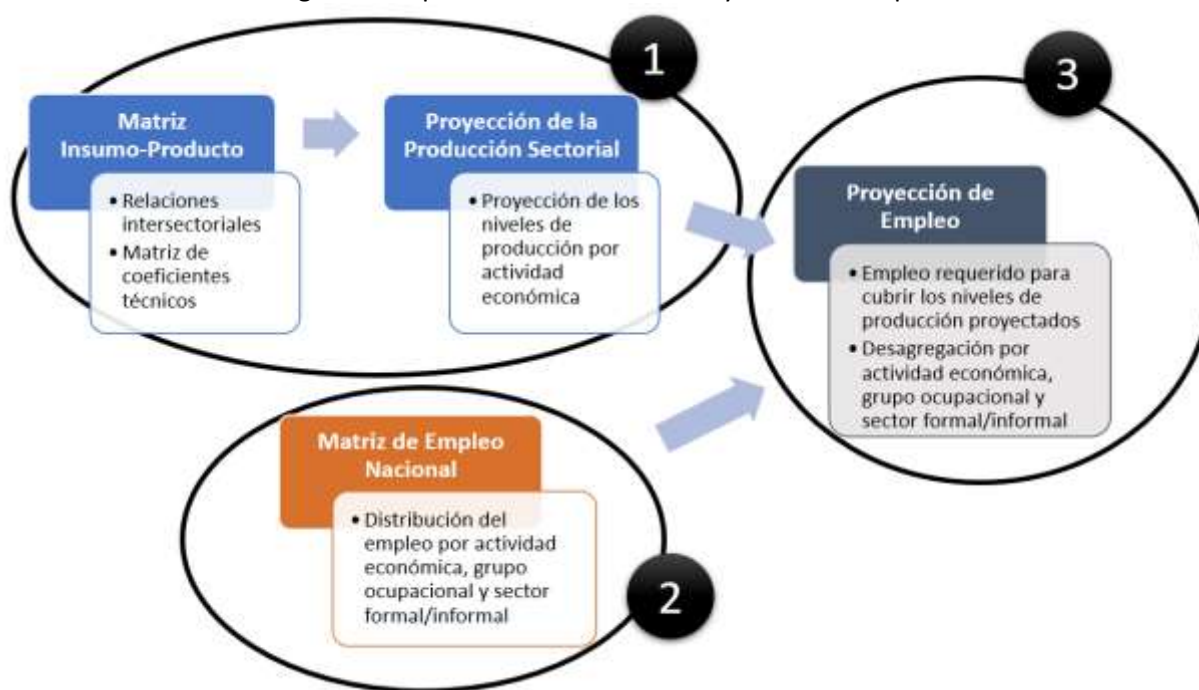 1
Matriz
Insumo-Producto
• Relaciones
intersectoriales
• Matriz de
coeficientes
técnicos
Proyección de la
Producción Sectorial
• Proyección de los
niveles de
producción por
actividad
económica
2
Matriz de Empleo
Nacional
• Distribución del
empleo por actividad
económica, grupo
ocupacional y sector
formal/informal
3
Proyección de
Empleo
• Empleo requerido para
cubrir los niveles de
producción proyectados
• Desagregación por
actividad económica,
grupo ocupacional y
sector formal/informal